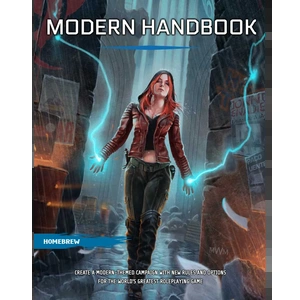 MODERN HANDBOOK
HOMEBREW
CREATE A MODERN-THEMED CAMPAIGN WITH NEW RULES AND OPTIONS
FOR THE WORLD'S GREATEST ROLEPLAYING GAME